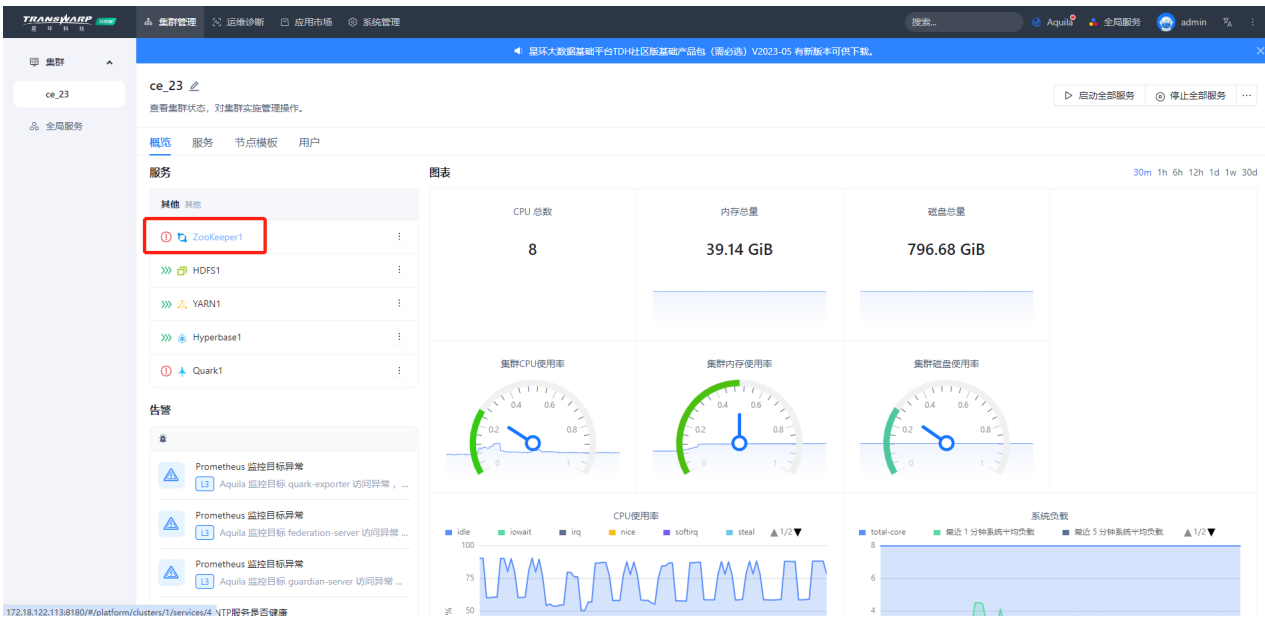 TRANSWARP 社区版 集群管理 运维诊断 应用市场 系统管理 搜索... Aquila 全局服务 admin
星环科技
星环大数据基础平台TDH社区版基础产品包（需必选）V2023-05 有新版本可供下载。
集群
ce_23
全局服务
ce_23
查看集群状态，对集群实施管理操作。
启动全部服务 停止全部服务 ...
概览 服务 节点模板 用户
服务
其他 其他
ZooKeeper1
HDFS1
YARN1
Hyperbase1
Quark1
告警
Prometheus 监控目标异常
L3 Aquila 监控目标 quark-exporter 访问异常，...
Prometheus 监控目标异常
L3 Aquila 监控目标 federation-server 访问异常 ...
Prometheus 监控目标异常
L3 Aquila 监控目标 guardian-server 访问异常 ...
NTP服务是否健康
172.18.122.113:8180/#/platform/clusters/1/services/4
图表
30m 1h 6h 12h 1d 1w 30d
CPU 总数 内存总量 磁盘总量
8 39.14 GiB 796.68 GiB
集群CPU使用率
0 0.2 0.4 0.6 0.8 1
集群内存使用率
0 0.2 0.4 0.6 0.8 1
集群磁盘使用率
0 0.2 0.4 0.6 0.8 1
CPU使用率
idle iowait irq nice softirq steal ▲1/2▼
100
75
50
%
系统负载
total-core 最近 1 分钟系统平均负载 最近 5 分钟系统平均负载 ▲1/2▼
8
6
4